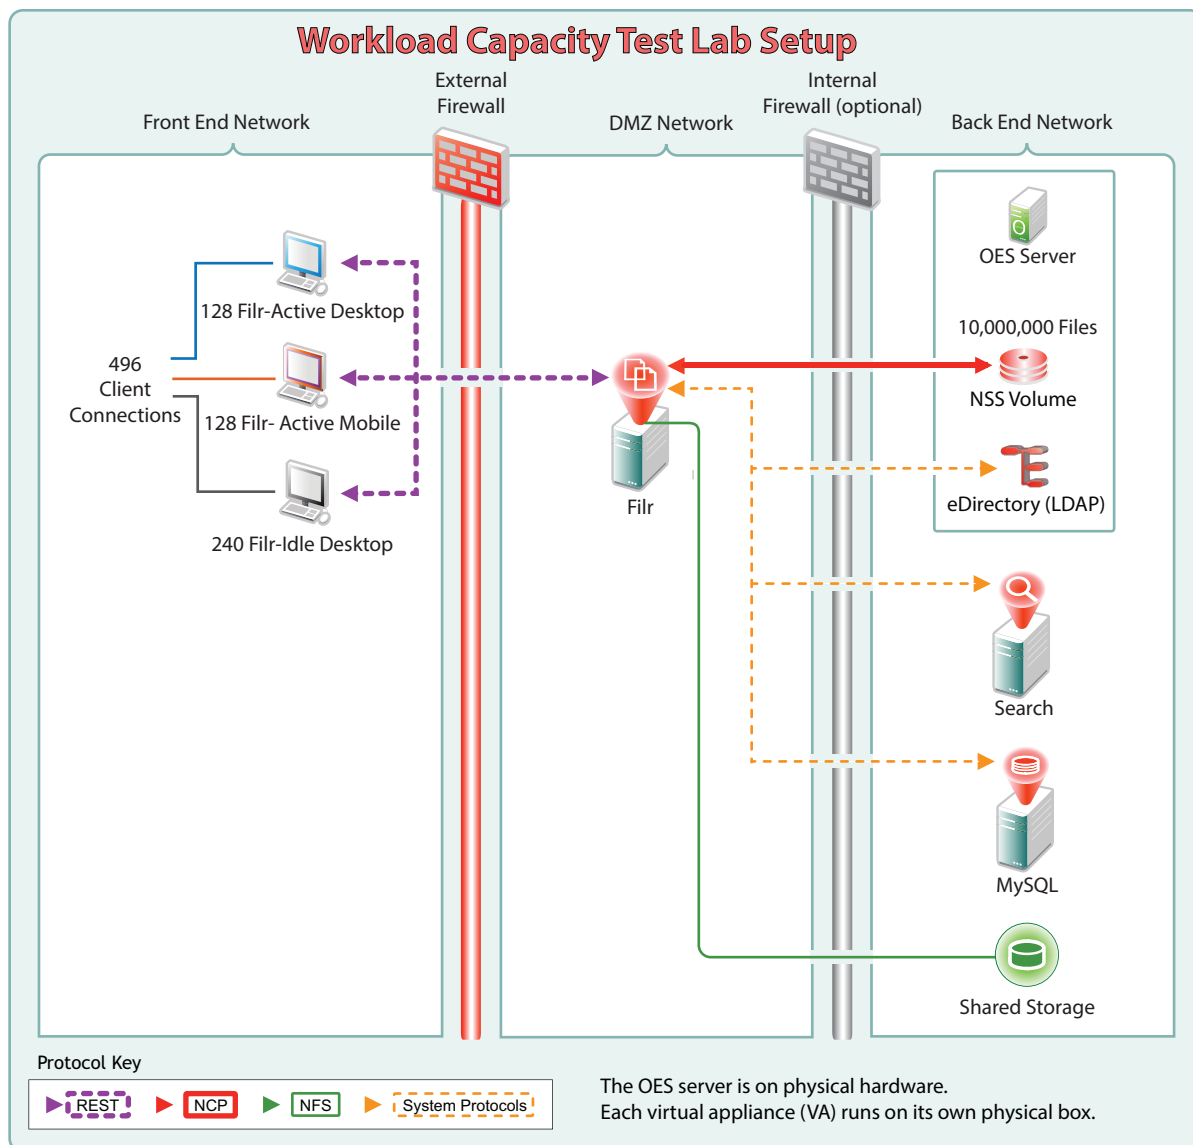 Workload Capacity Test Lab Setup
External
Firewall
Internal
Firewall (optional)
Front End Network
DMZ Network
Back End Network
OES Server
128 Filr-Active Desktop
10,000,000 Files
496
Client
Connections
NSS Volume
128 Filr- Active Mobile
Filr
eDirectory (LDAP)
240 Filr-Idle Desktop
Search
MySQL
Shared Storage
Protocol Key
REST
NCP
NFS
System Protocols
The OES server is on physical hardware.
Each virtual appliance (VA) runs on its own physical box.